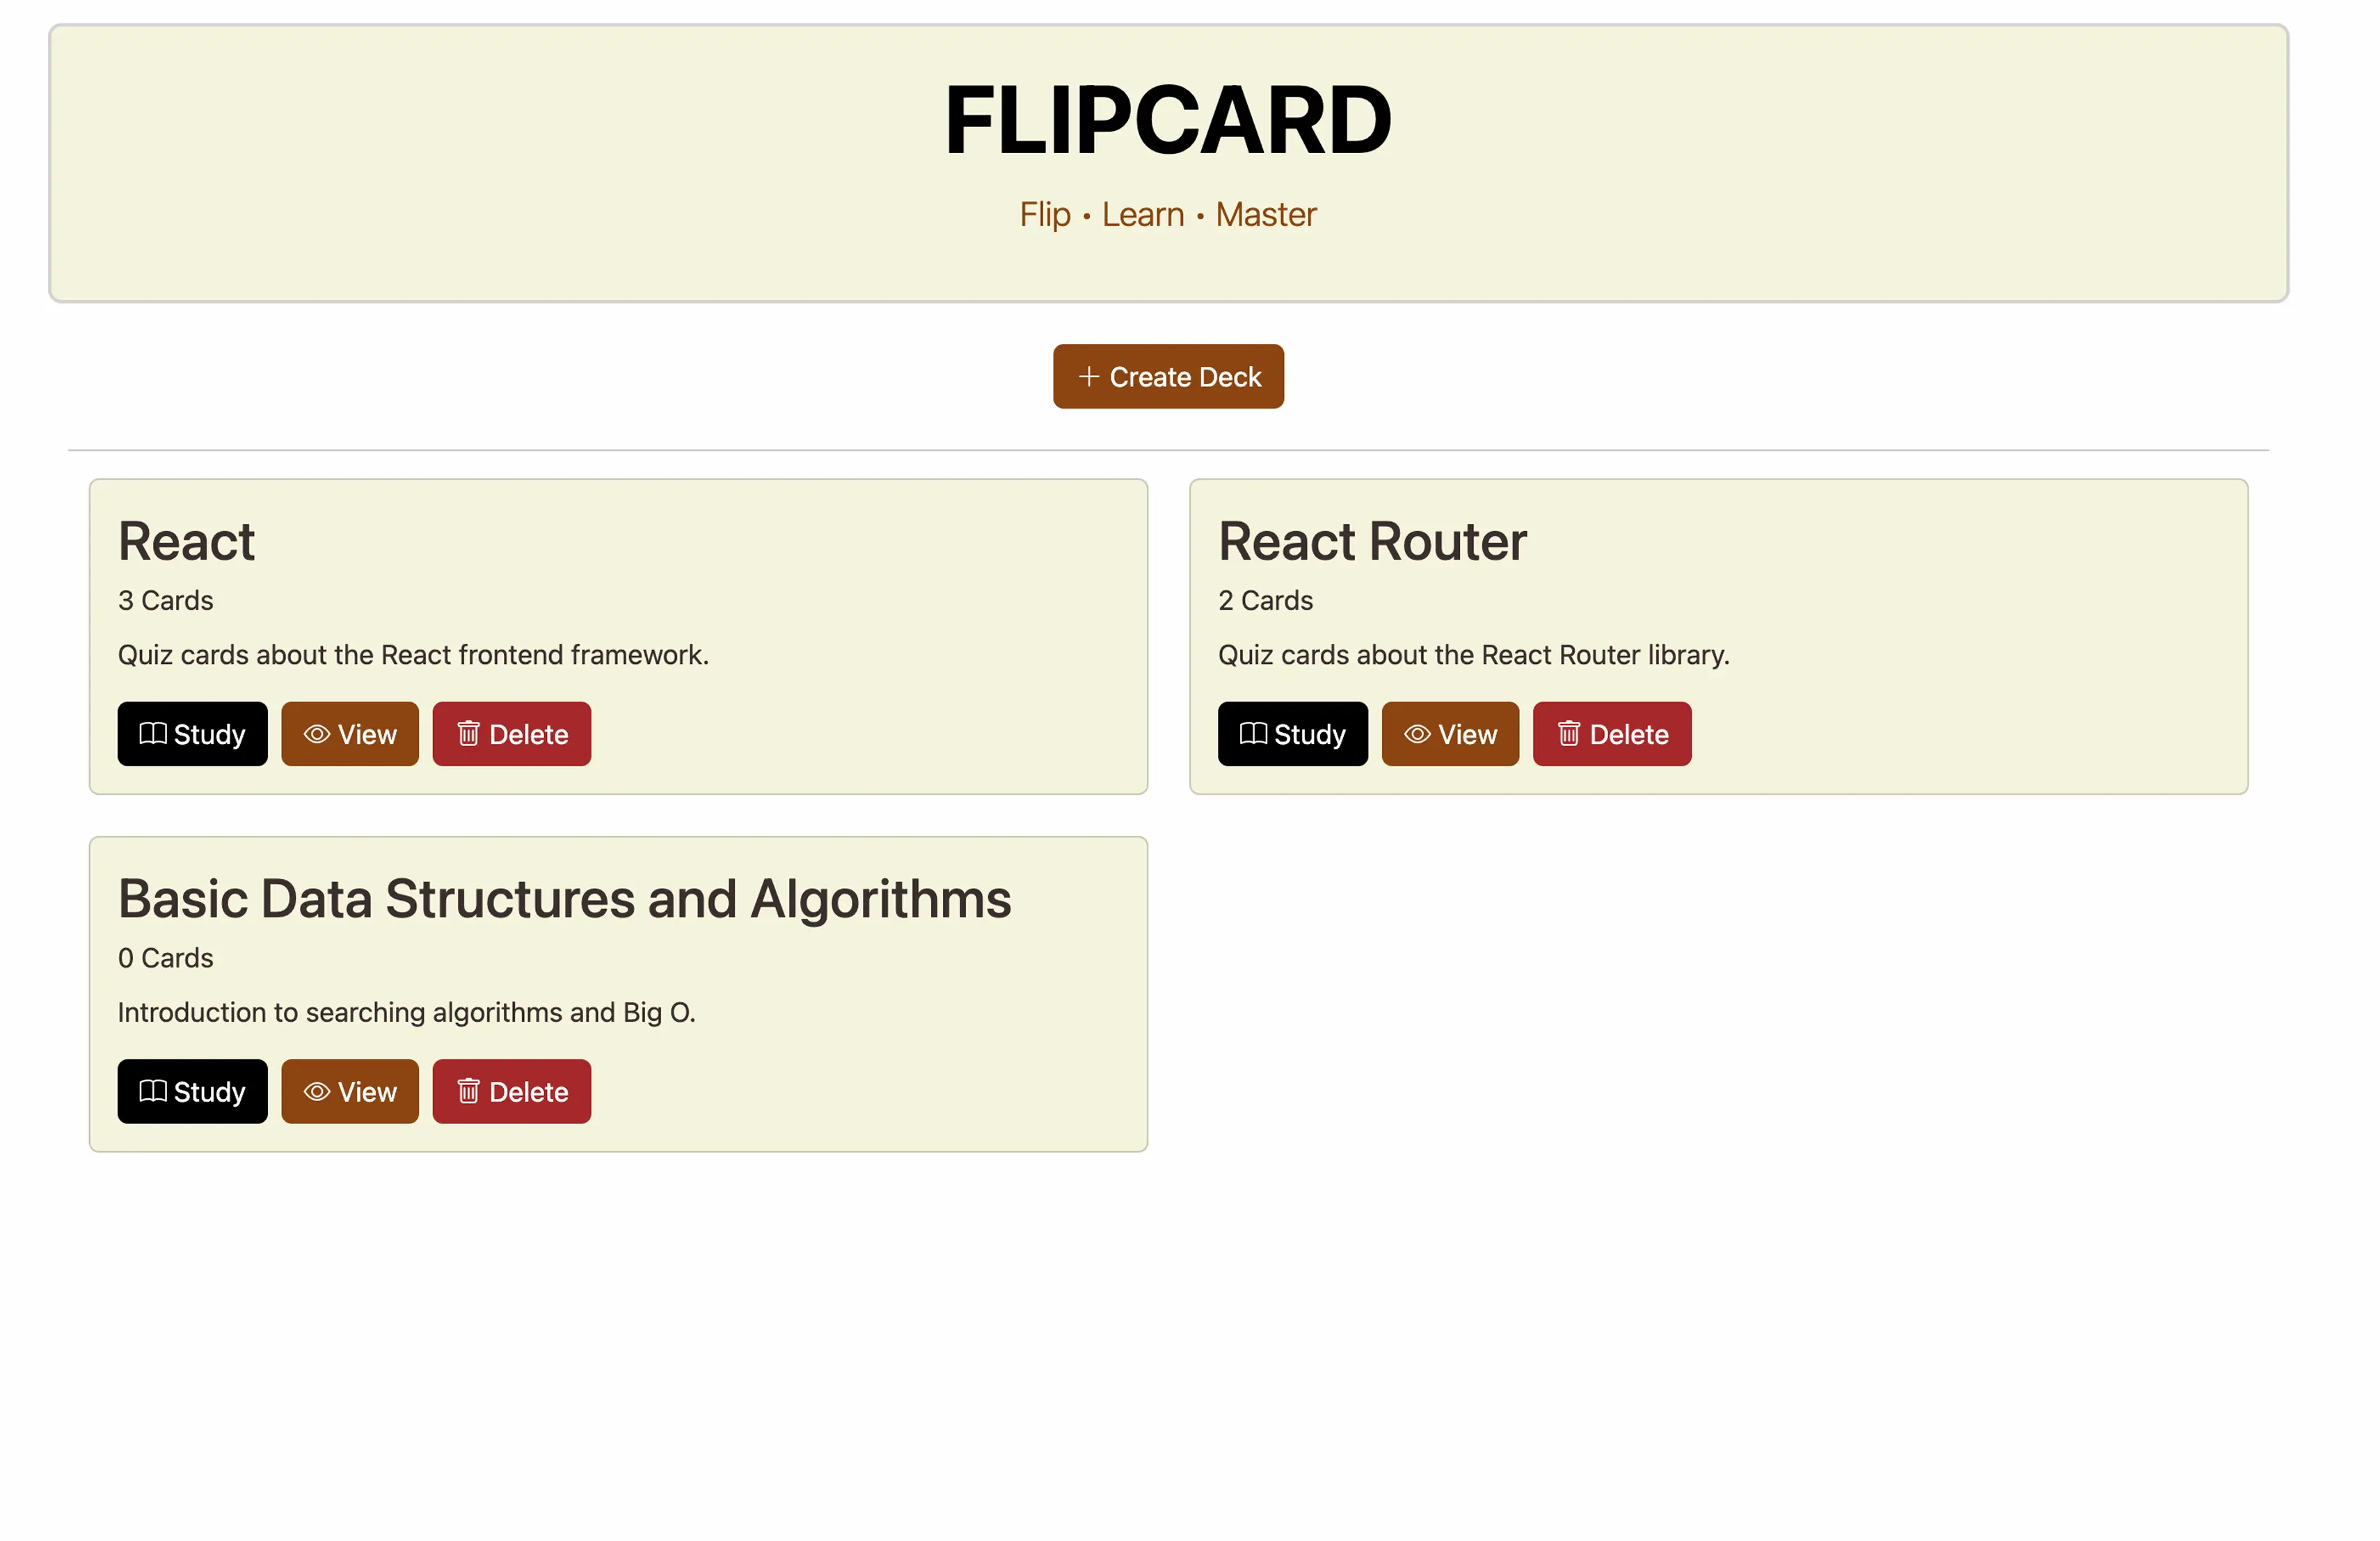 FLIPCARD
Flip • Learn • Master
+ Create Deck
React
3 Cards
Quiz cards about the React frontend framework.
Study View Delete
React Router
2 Cards
Quiz cards about the React Router library.
Study View Delete
Basic Data Structures and Algorithms
0 Cards
Introduction to searching algorithms and Big O.
Study View Delete